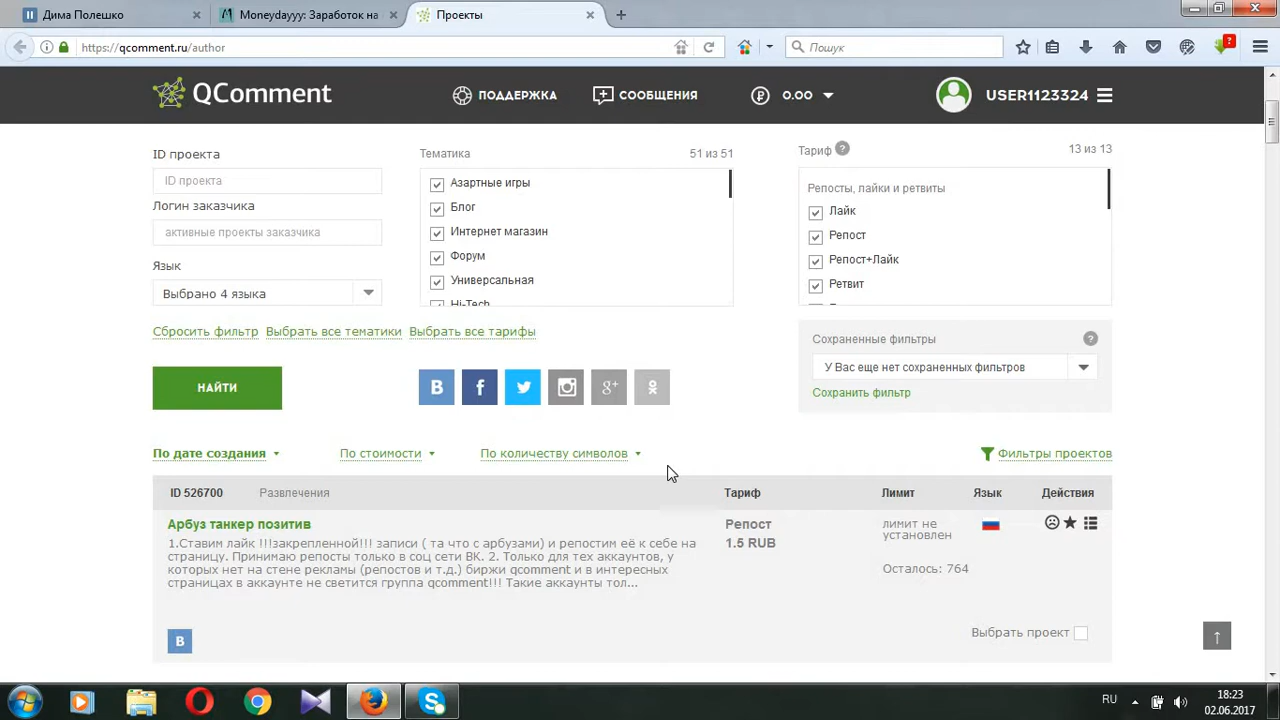 Дима Полешко
Moneydayyy: Заработок на
Проекты
https://qcomment.ru/author
Пошук
QComment
ПОДДЕРЖКА
СООБЩЕНИЯ
0.00
USER1123324
ID проекта
Тематика
51 из 51
Тариф
13 из 13
ID проекта
Азартные игры
Репосты, лайки и ретвиты
Логин заказчика
Блог
Лайк
активные проекты заказчика
Интернет магазин
Репост
Язык
Форум
Репост+Лайк
Выбрано 4 языка
Универсальная
Ретвит
Hi-Tech
Сбросить фильтр
Выбрать все тематики
Выбрать все тарифы
Сохраненные фильтры
НАЙТИ
У Вас еще нет сохраненных фильтров
Сохранить фильтр
По дате создания
По стоимости
По количеству символов
Фильтры проектов
ID 526700
Развлечения
Тариф
Лимит
Язык
Действия
Арбуз танкер позитив
Репост
1.5 RUB
лимит не
установлен
Осталось: 764
1.Ставим лайк !!!закрепленной!!! записи ( та что с арбузами) и репостим её к себе на
страницу. Принимаю репосты только в соц сети ВК. 2. Только для тех аккаунтов, у
которых нет на стене рекламы (репостов и т.д.) биржи qcomment и в интересных
страницах в аккаунте не светится группа qcomment!!! Такие аккаунты тол...
Выбрать проект
RU
18:23
02.06.2017